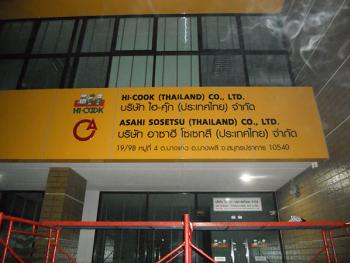 HI-COOK
HI-COOK (THAILAND) CO., LTD.
บริษัท ไฮ-คุ๊ก (ประเทศไทย) จำกัด
ASAHI SOSETSU (THAILAND) CO., LTD.
บริษัท อาซาฮี โซเซทสึ (ประเทศไทย) จำกัด
19/98 หมู่ที่ 4 ต.บางแก้ว อ.บางพลี จ.สมุทรปราการ 10540